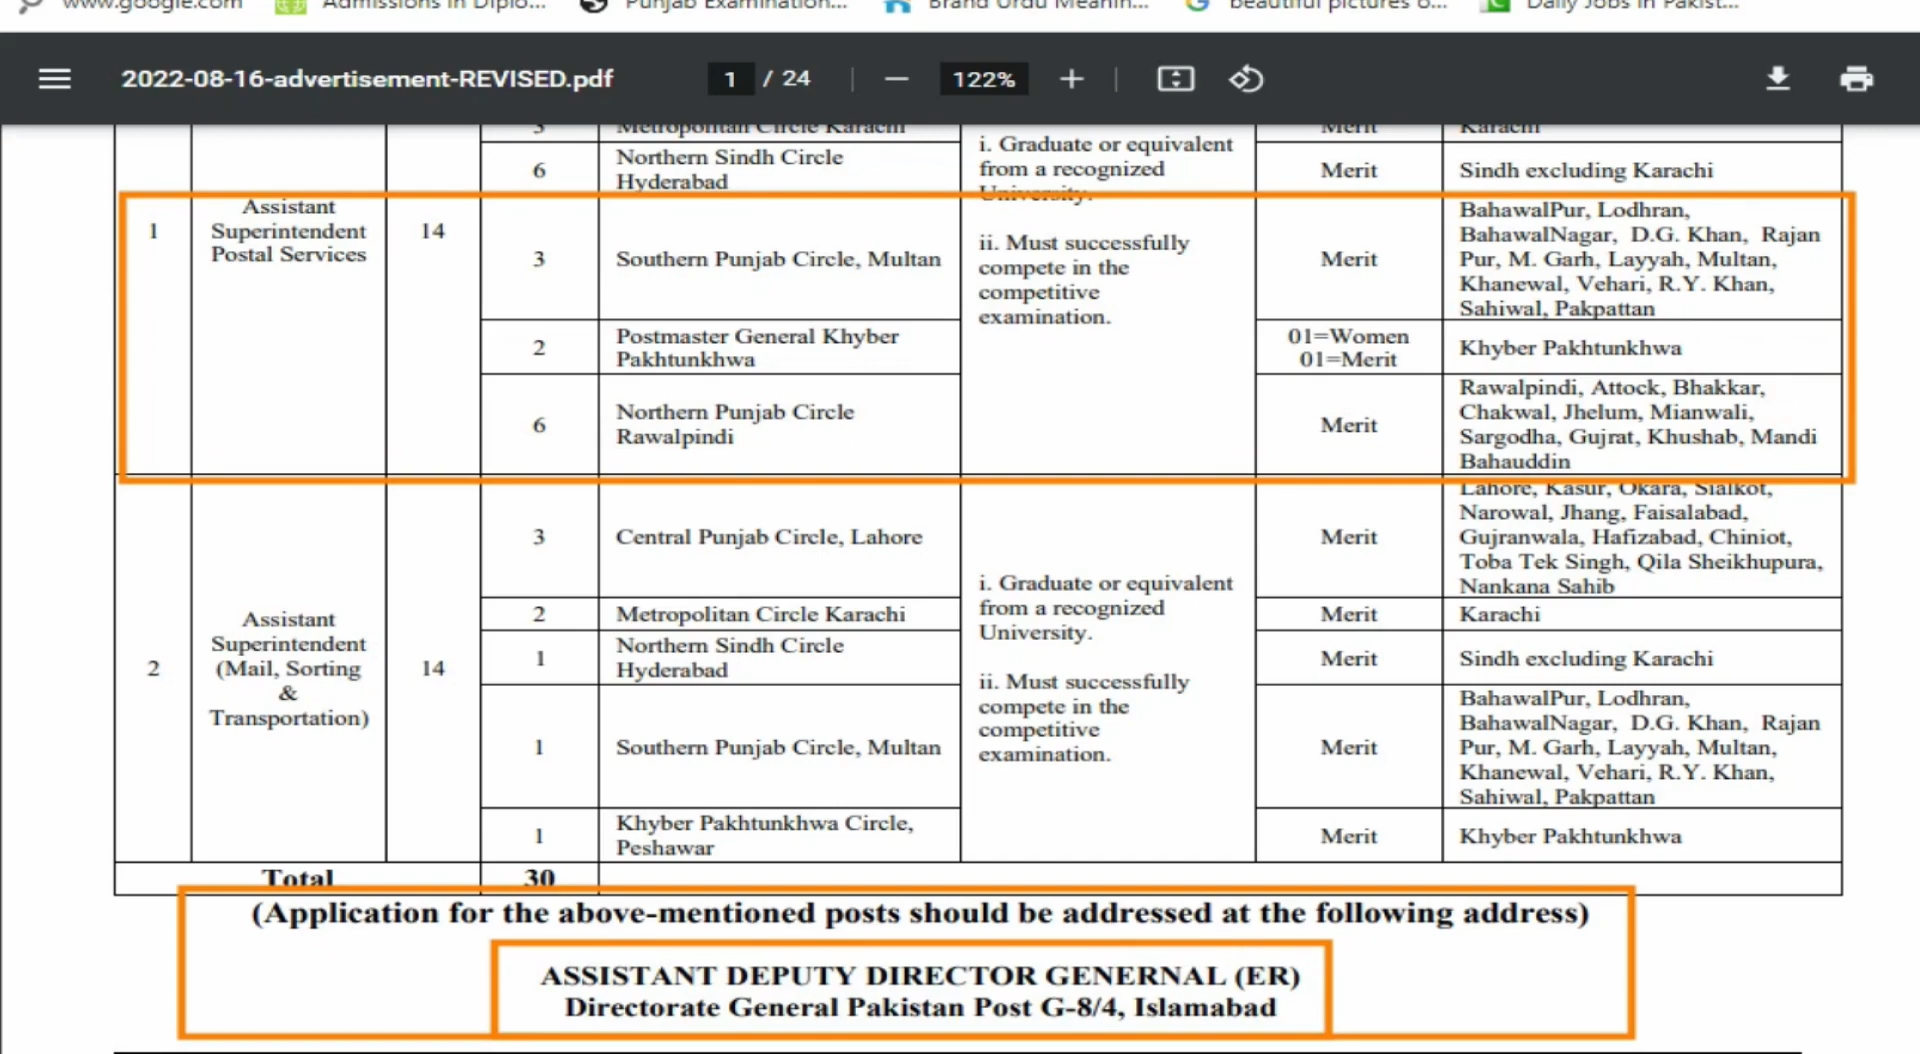 www.google.com
Admissions in Diplo...
Punjab Examination...
Brand Urdu Meanin...
beautiful pictures o...
Daily Jobs in Pakist...
2022-08-16-advertisement-REVISED.pdf
1 / 24
122%
3
Metropolitan Circle Karachi
Merit
Karachi
6
Northern Sindh Circle
Hyderabad
Merit
Sindh excluding Karachi
1
Assistant
Superintendent
Postal Services
14
i. Graduate or equivalent
from a recognized
University.
ii. Must successfully
compete in the
competitive
examination.
3
Southern Punjab Circle, Multan
Merit
BahawalPur, Lodhran,
BahawalNagar, D.G. Khan, Rajan
Pur, M. Garh, Layyah, Multan,
Khanewal, Vehari, R.Y. Khan,
Sahiwal, Pakpattan
2
Postmaster General Khyber
Pakhtunkhwa
01=Women
01=Merit
Khyber Pakhtunkhwa
6
Northern Punjab Circle
Rawalpindi
Merit
Rawalpindi, Attock, Bhakkar,
Chakwal, Jhelum, Mianwali,
Sargodha, Gujrat, Khushab, Mandi
Bahauddin
2
Assistant
Superintendent
(Mail, Sorting
&
Transportation)
14
3
Central Punjab Circle, Lahore
i. Graduate or equivalent
from a recognized
University.
ii. Must successfully
compete in the
competitive
examination.
Merit
Lahore, Kasur, Okara, Sialkot,
Narowal, Jhang, Faisalabad,
Gujranwala, Hafizabad, Chiniot,
Toba Tek Singh, Qila Sheikhupura,
Nankana Sahib
2
Metropolitan Circle Karachi
Merit
Karachi
1
Northern Sindh Circle
Hyderabad
Merit
Sindh excluding Karachi
1
Southern Punjab Circle, Multan
Merit
BahawalPur, Lodhran,
BahawalNagar, D.G. Khan, Rajan
Pur, M. Garh, Layyah, Multan,
Khanewal, Vehari, R.Y. Khan,
Sahiwal, Pakpattan
1
Khyber Pakhtunkhwa Circle,
Peshawar
Merit
Khyber Pakhtunkhwa
Total
30
(Application for the above-mentioned posts should be addressed at the following address)
ASSISTANT DEPUTY DIRECTOR GENERNAL (ER)
Directorate General Pakistan Post G-8/4, Islamabad